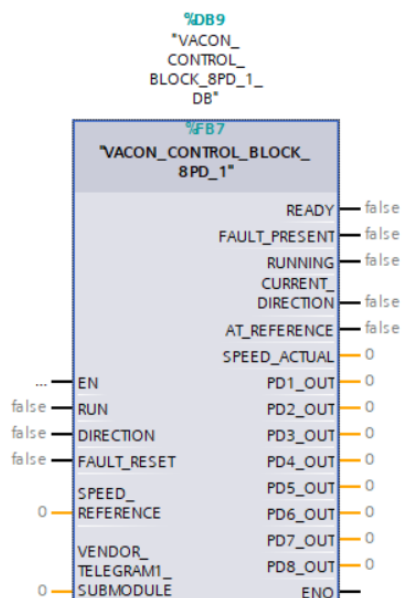 %DB9
"VACON_
CONTROL_
BLOCK_8PD_1_
DB"
%FB7
"VACON_CONTROL_BLOCK_
8PD_1"
READY false
FAULT_PRESENT false
RUNNING false
CURRENT_
DIRECTION false
AT_REFERENCE false
SPEED_ACTUAL 0
... EN PD1_OUT 0
false RUN PD2_OUT 0
false DIRECTION PD3_OUT 0
false FAULT_RESET PD4_OUT 0
PD5_OUT 0
SPEED_
0 REFERENCE PD6_OUT 0
PD7_OUT 0
VENDOR_
TELEGRAM1_ PD8_OUT 0
0 SUBMODULE ENO